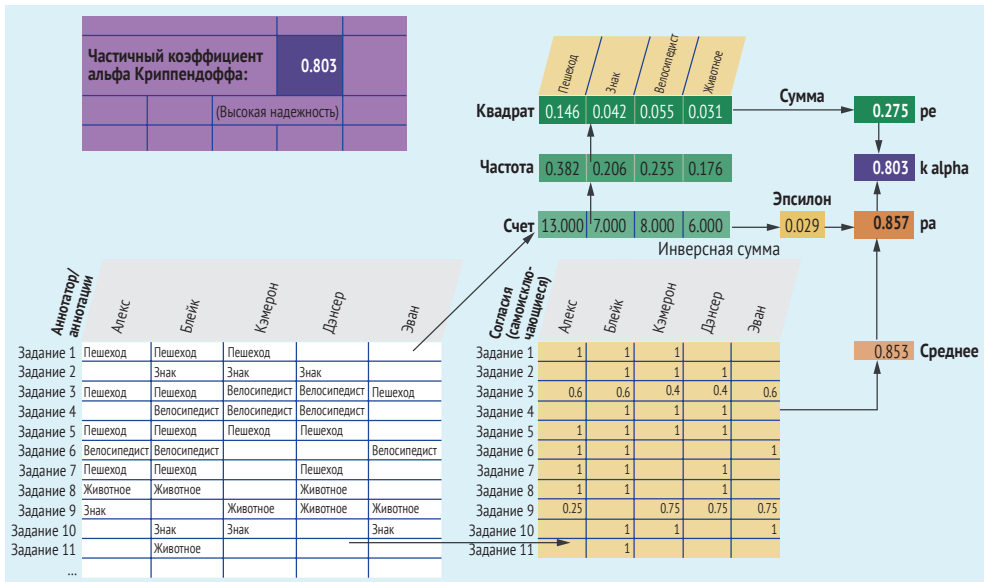 Частичный коэффициент
альфа Криппендоффа:
0.803
(Высокая надежность)
Пешеход Знак Велосипедист Животное
Квадрат 0.146 0.042 0.055 0.031 Сумма 0.275 pe
Частота 0.382 0.206 0.235 0.176 0.803 k alpha
Эпсилон
Счет 13.000 7.000 8.000 6.000 0.029 0.857 pa
Инверсная сумма
0.853 Среднее
Аннотатор/
аннотации
Алекс Блейк Кэмерон Дэнсер Эван
Задание 1 Пешеход Пешеход Пешеход
Задание 2 Знак Знак Знак
Задание 3 Пешеход Пешеход Велосипедист Велосипедист Пешеход
Задание 4 Велосипедист Велосипедист Велосипедист
Задание 5 Пешеход Пешеход Пешеход Пешеход
Задание 6 Велосипедист Велосипедист Велосипедист
Задание 7 Пешеход Пешеход Пешеход
Задание 8 Животное Животное Животное
Задание 9 Знак Животное Животное Животное
Задание 10 Знак Знак Знак
Задание 11 Животное
...
Согласия
(самоисклю-
чающиеся)
Алекс Блейк Кэмерон Дэнсер Эван
Задание 1 1 1 1
Задание 2 1 1 1
Задание 3 0.6 0.6 0.4 0.4 0.6
Задание 4 1 1 1
Задание 5 1 1 1 1
Задание 6 1 1 1
Задание 7 1 1 1
Задание 8 1 1 1
Задание 9 0.25 0.75 0.75 0.75
Задание 10 1 1 1
Задание 11 1